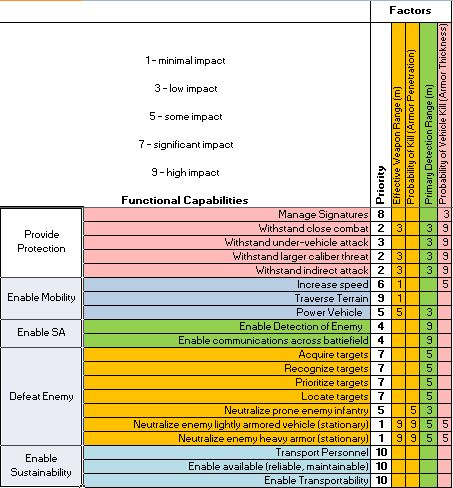 Factors
1 - minimal impact
3 - low impact
5 - some impact
7 - significant impact
9 - high impact
Functional Capabilities
Priority
Effective Weapon Range (m)
Probability of Kill (Armor Penetration)
Primary Detection Range (m)
Probability of Vehicle Kill (Armor Thickness)
Provide
Protection
Manage Signatures 8 3
Withstand close combat 2 3 3 9
Withstand under-vehicle attack 3 3 9
Withstand larger caliber threat 2 3 3 9
Withstand indirect attack 2 3 3 9
Enable Mobility
Increase speed 6 1 5
Traverse Terrain 9 1
Power Vehicle 5 5 3
Enable SA
Enable Detection of Enemy 4 9
Enable communications across battlefield 4 9
Defeat Enemy
Acquire targets 7 5
Recognize targets 7 5
Prioritize targets 7 5
Locate targets 7 5
Neutralize prone enemy infantry 5 5 3
Neutralize enemy lightly armored vehicle (stationary) 1 9 9 5 5
Neutralize enemy heavy armor (stationary) 1 9 9 5 5
Enable
Sustainability
Transport Personnel 10
Enable available (reliable, maintainable) 10
Enable Transportability 10